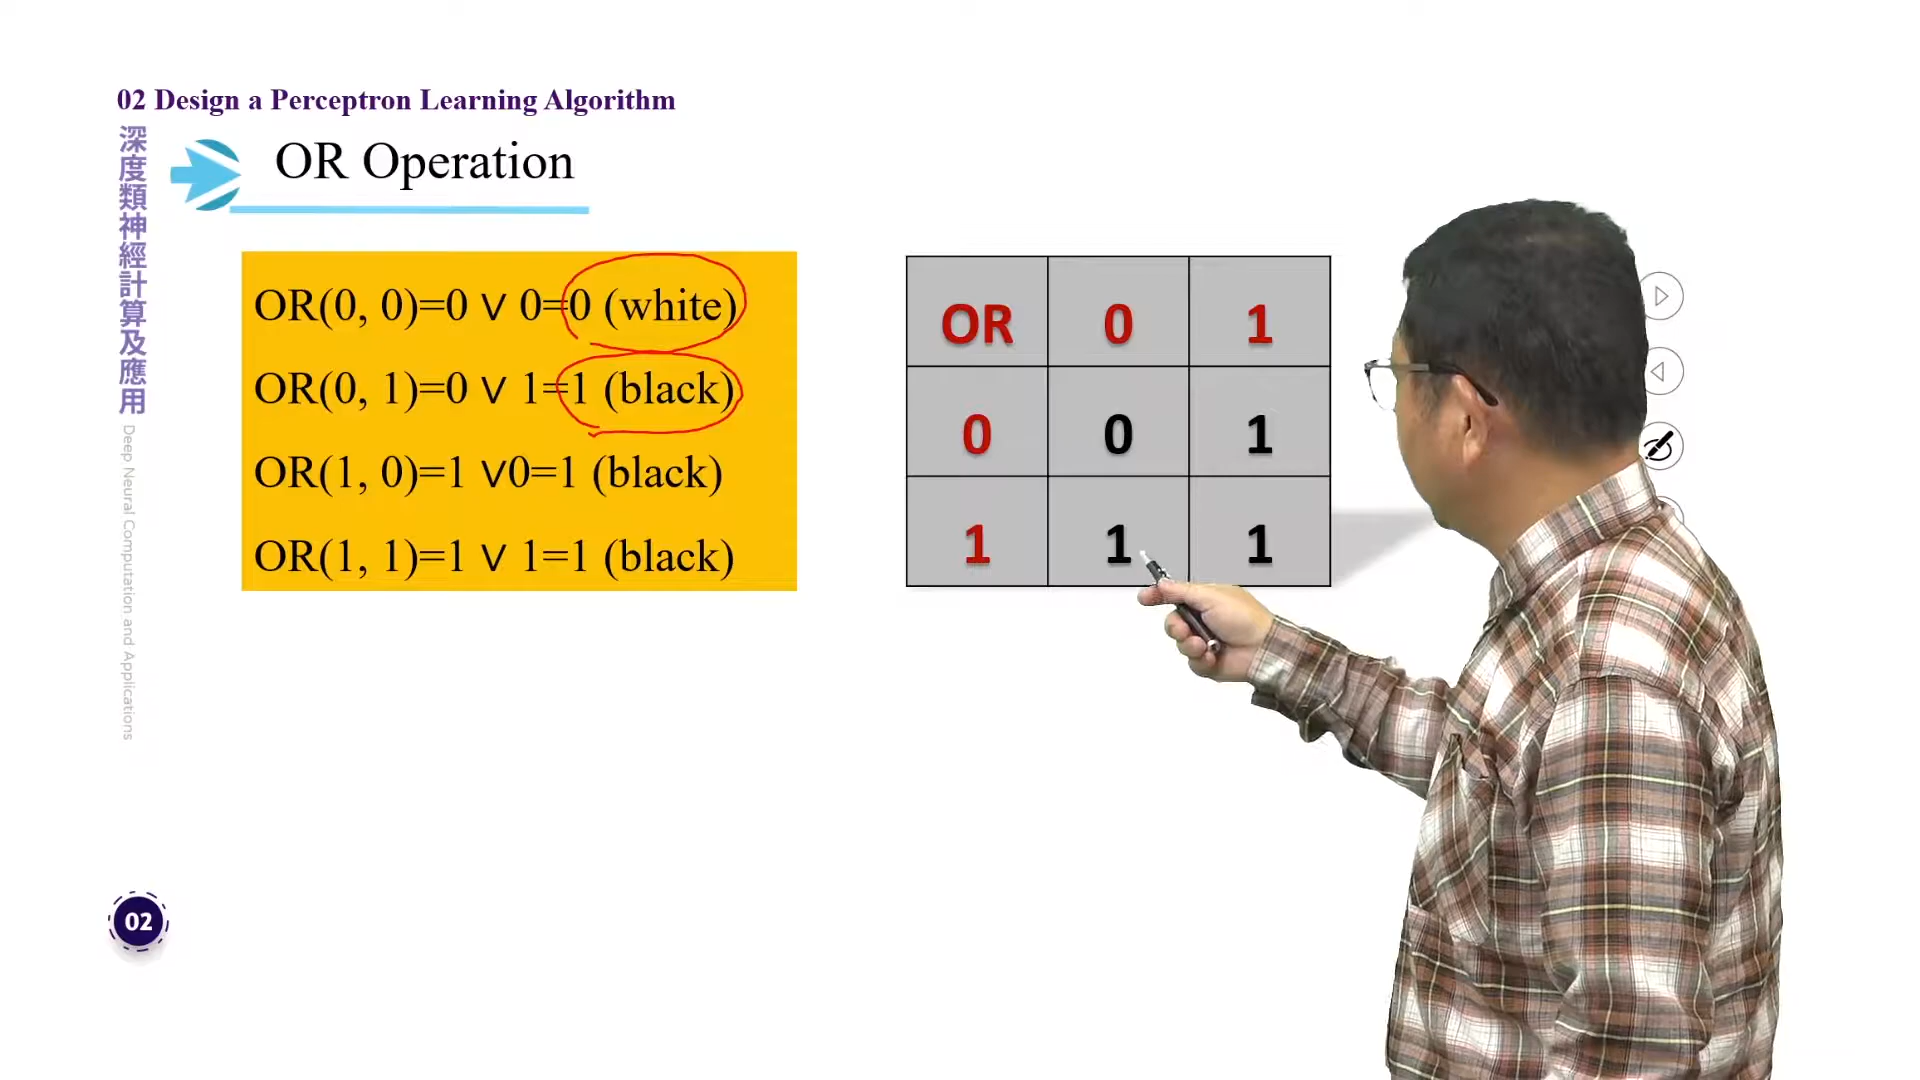 02 Design a Perceptron Learning Algorithm
深度類神經計算及應用
Deep Neural Computation and Applications
OR Operation
OR(0, 0)=0 ∨ 0=0 (white)
OR(0, 1)=0 ∨ 1=1 (black)
OR(1, 0)=1 ∨0=1 (black)
OR(1, 1)=1 ∨ 1=1 (black)
OR 0 1
0 0 1
1 1 1
02